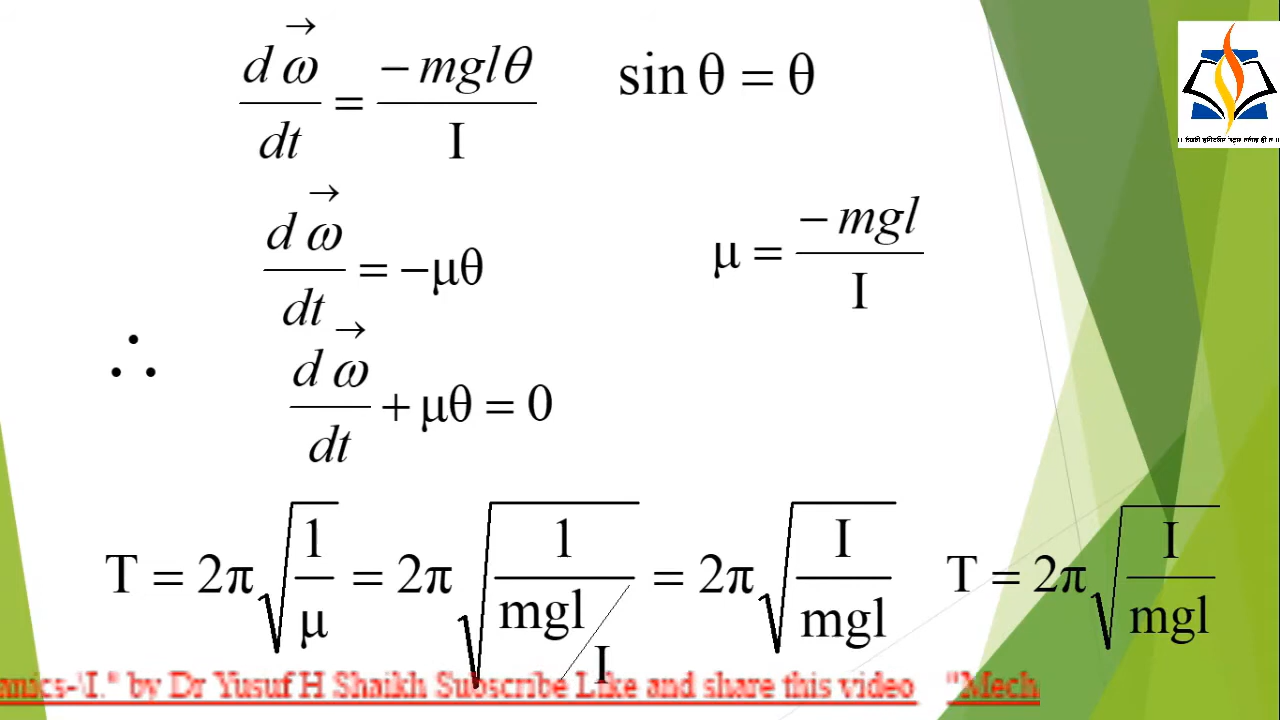 dω→/dt = −mglθ/I    sin θ = θ
dω→/dt = −μθ    μ = −mgl/I
∴ dω→/dt + μθ = 0
T = 2π√(1/μ) = 2π√(1/(mgl/I)) = 2π√(I/mgl)    T = 2π√(I/mgl)
amics-'I." by Dr Yusuf H Shaikh Subscribe Like and share this video "Mech